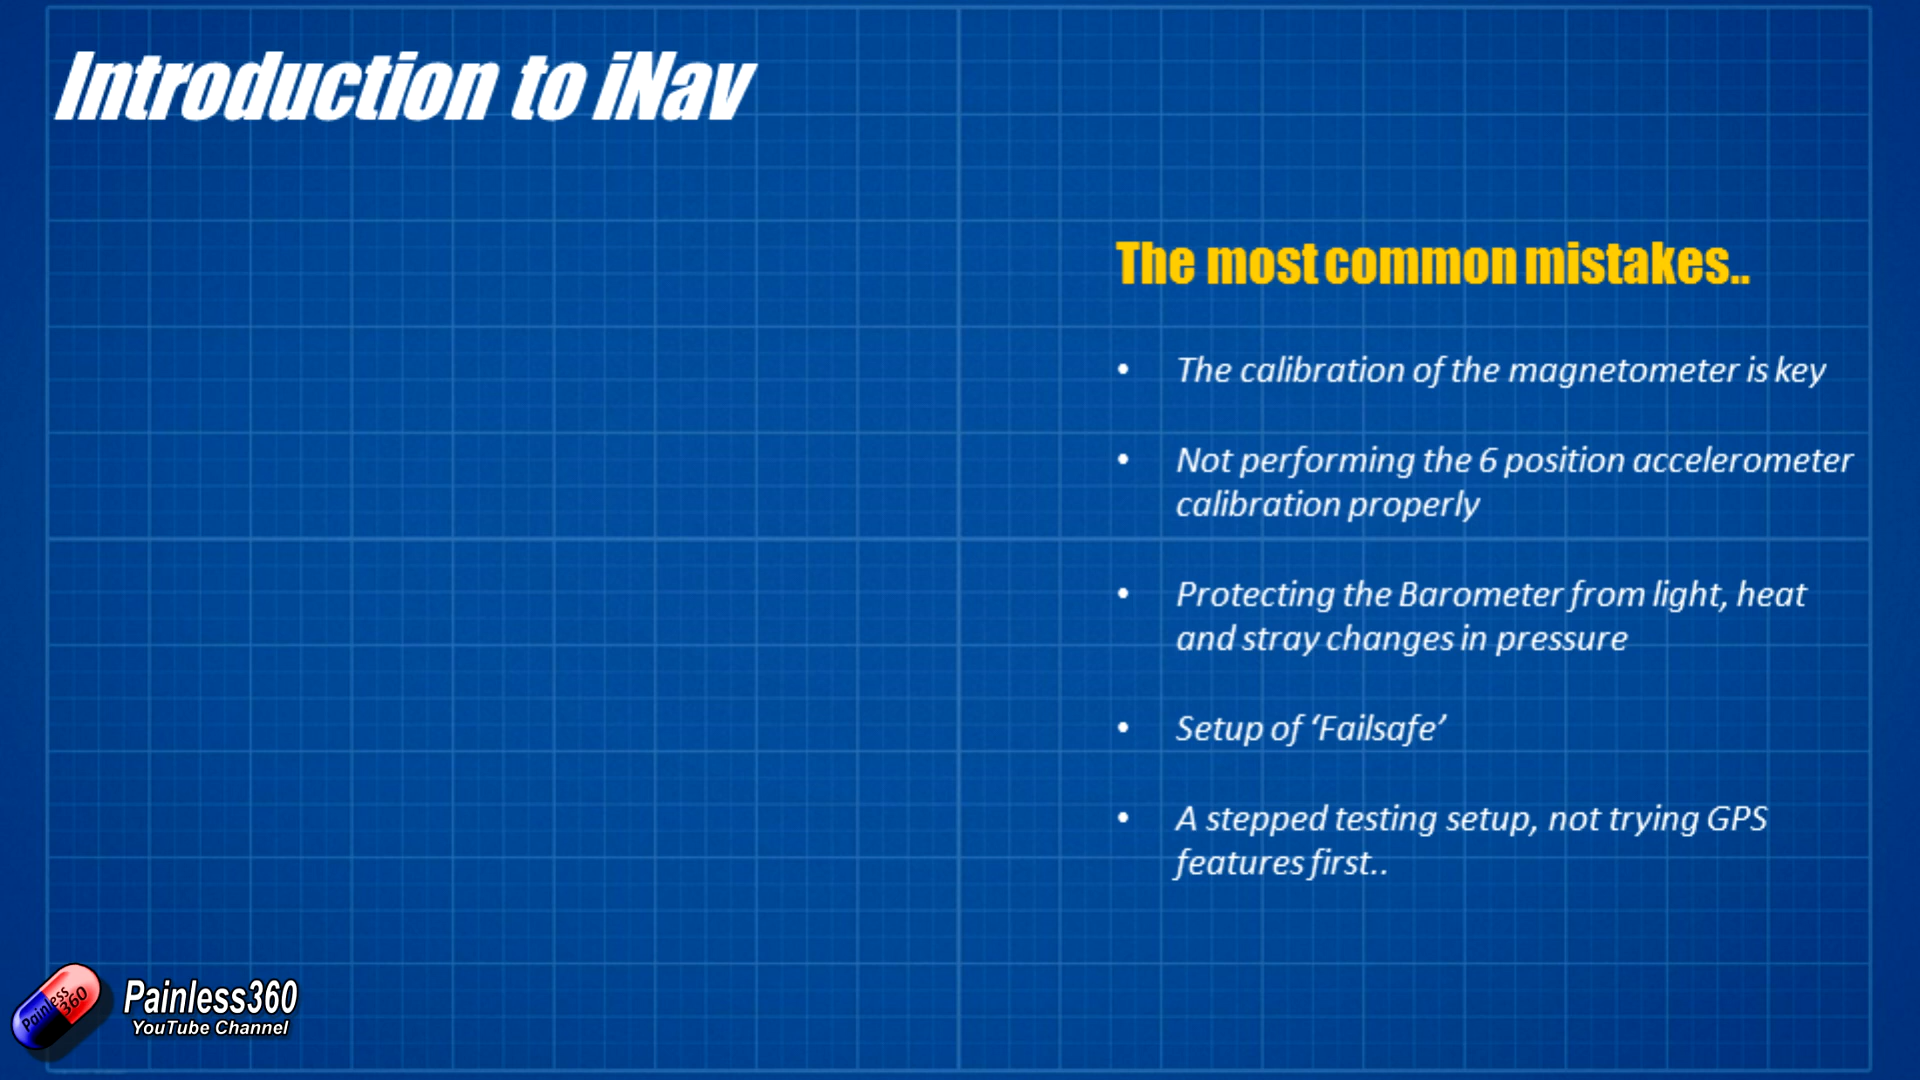 Introduction to iNav
The most common mistakes..
• The calibration of the magnetometer is key
• Not performing the 6 position accelerometer
calibration properly
• Protecting the Barometer from light, heat
and stray changes in pressure
• Setup of ‘Failsafe’
• A stepped testing setup, not trying GPS
features first..
Painless
360
Painless360
YouTube Channel